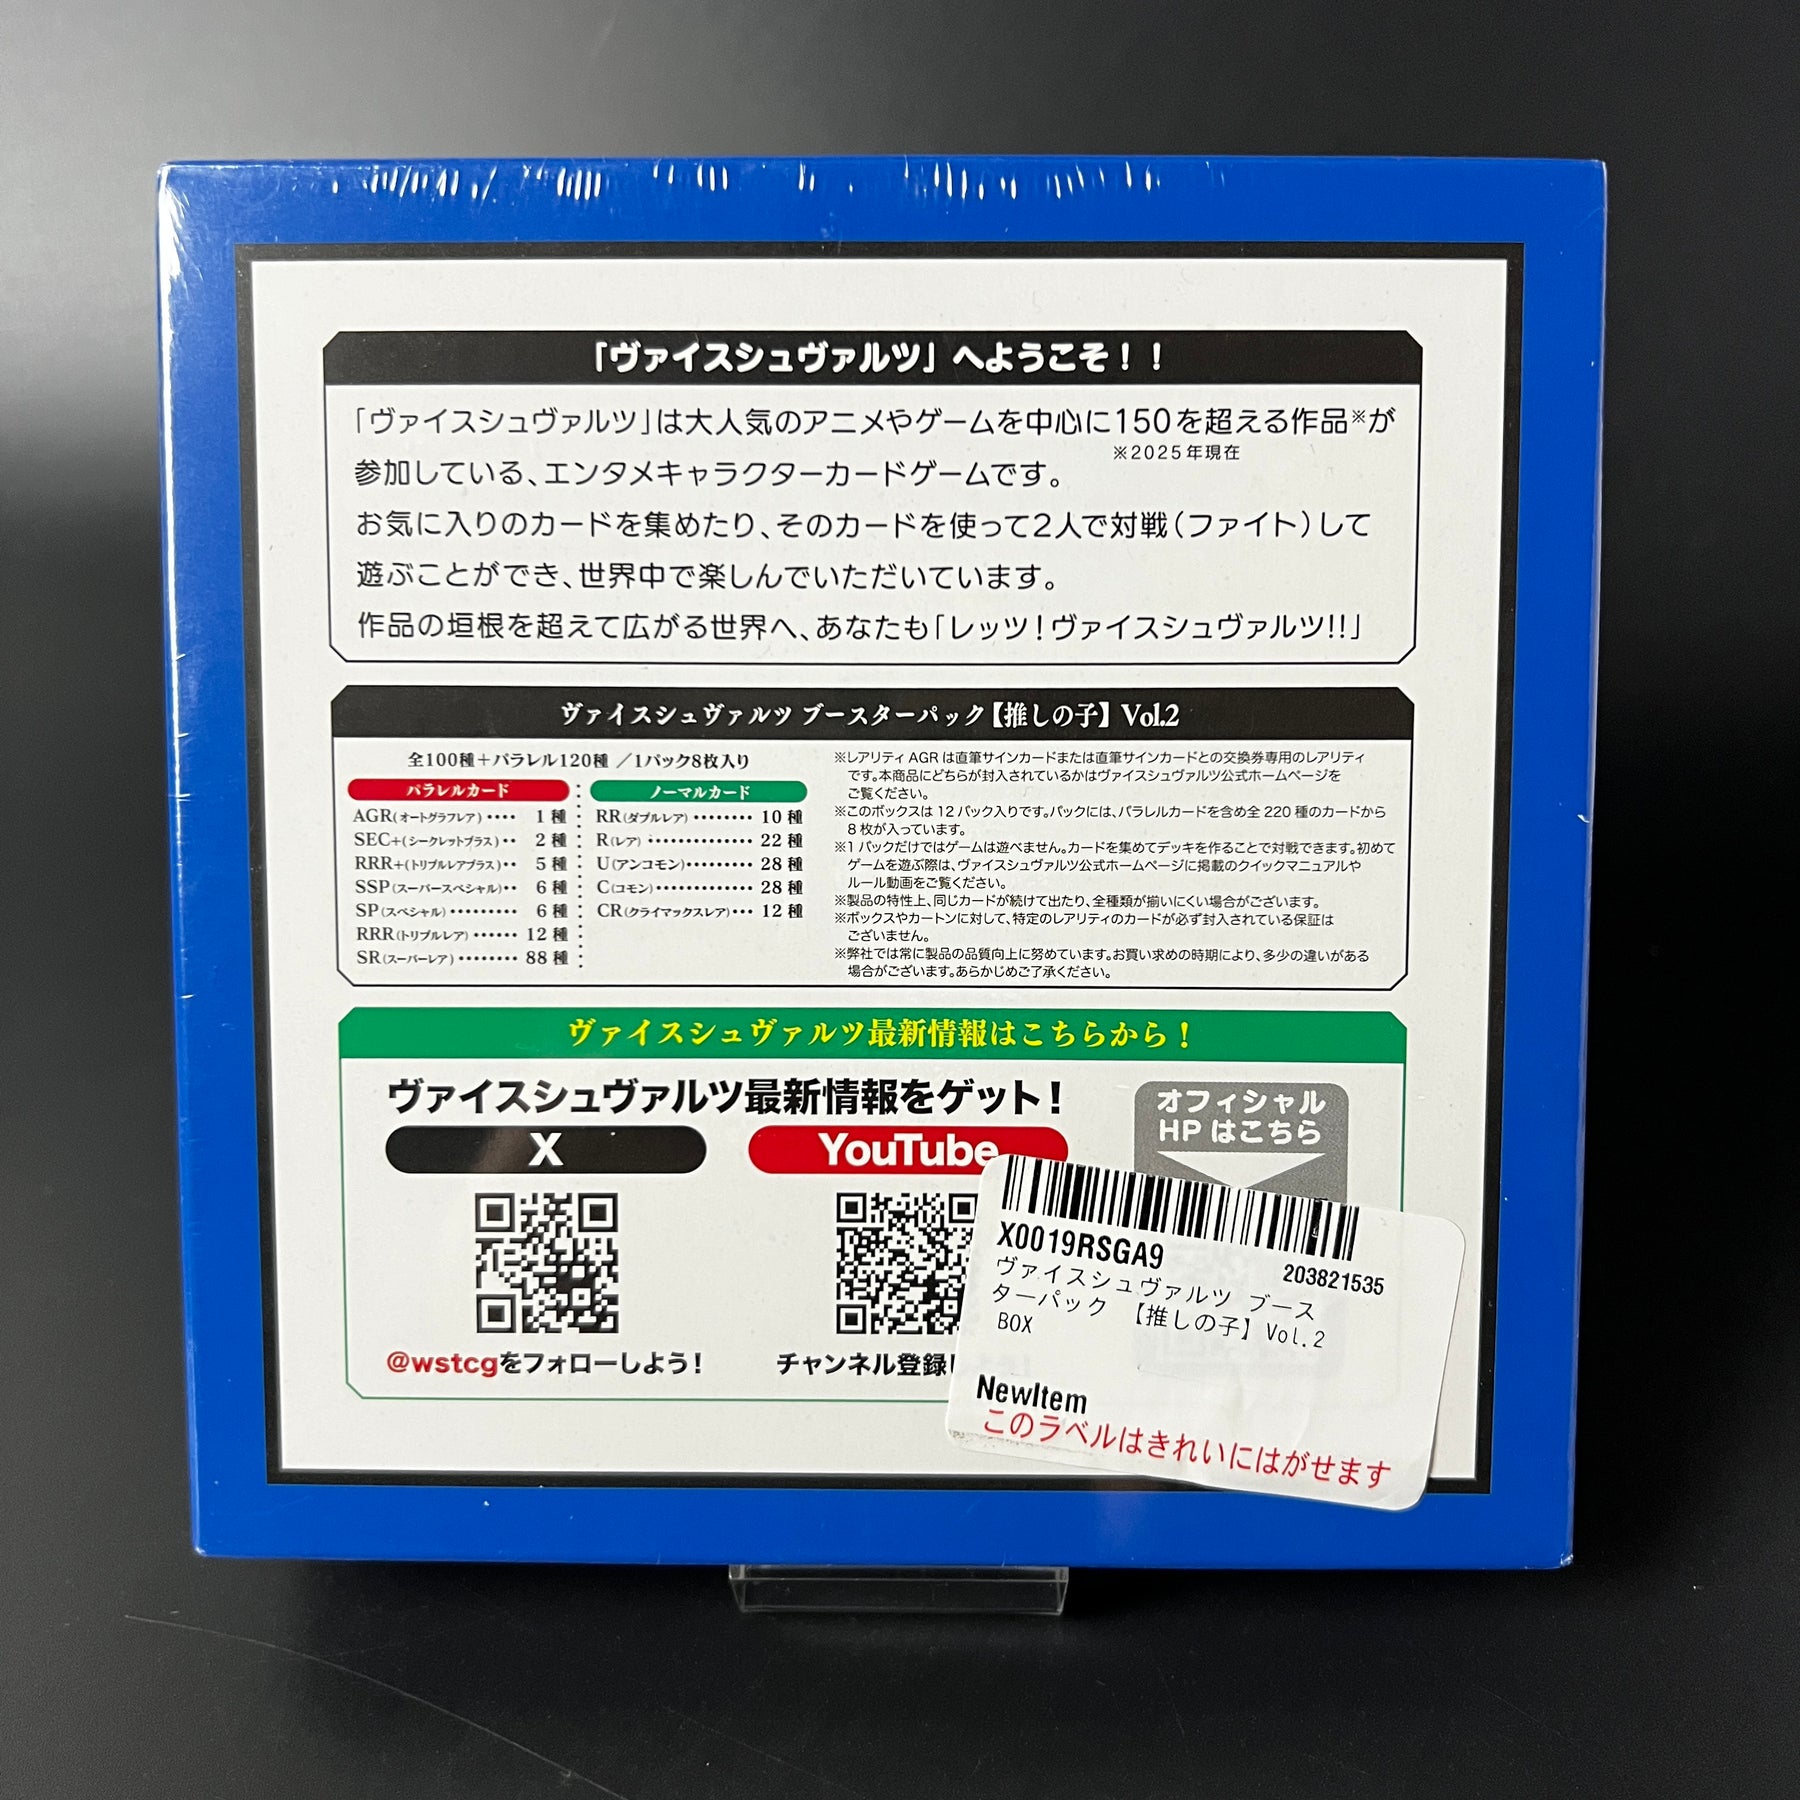 「ヴァイスシュヴァルツ」へようこそ！！
「ヴァイスシュヴァルツ」は大人気のアニメやゲームを中心に150を超える作品※が
※2025年現在
参加している、エンタメキャラクターカードゲームです。
お気に入りのカードを集めたり、そのカードを使って2人で対戦（ファイト）して
遊ぶことができ、世界中で楽しんでいただいています。
作品の垣根を超えて広がる世界へ、あなたも「レッツ！ヴァイスシュヴァルツ!!」
ヴァイスシュヴァルツ ブースターパック【推しの子】Vol.2
全100種＋パラレル120種 ／1パック8枚入り
パラレルカード
AGR(オートグラフレア)････ 1種
SEC+(シークレットプラス)･･ 2種
RRR+(トリプルレアプラス)･･ 5種
SSP(スーパースペシャル)･･ 6種
SP(スペシャル)･････････ 6種
RRR(トリプルレア)･･････ 12種
SR(スーパーレア)････････ 88種
ノーマルカード
RR(ダブルレア)････････ 10種
R(レア)･･････････････ 22種
U(アンコモン)･･････････ 28種
C(コモン)･････････････ 28種
CR(クライマックスレア)･･･ 12種
※レアリティAGRは直筆サインカードまたは直筆サインカードとの交換券専用のレアリティ
です。本商品にどちらが封入されているかはヴァイスシュヴァルツ公式ホームページを
ご覧ください。
※このボックスは12パック入りです。パックには、パラレルカードを含め全220種のカードから
8枚が入っています。
※1パックだけではゲームは遊べません。カードを集めてデッキを作ることで対戦できます。初めて
ゲームを遊ぶ際は、ヴァイスシュヴァルツ公式ホームページに掲載のクイックマニュアルや
ルール動画をご覧ください。
※製品の特性上、同じカードが続けて出たり、全種類が揃いにくい場合がございます。
※ボックスやカートンに対して、特定のレアリティのカードが必ず封入されている保証は
ございません。
※弊社では常に製品の品質向上に努めています。お買い求めの時期により、多少の違いがある
場合がございます。あらかじめご了承ください。
ヴァイスシュヴァルツ最新情報はこちらから！
ヴァイスシュヴァルツ最新情報をゲット！
X
@wstcgをフォローしよう！
YouTube
チャンネル登録
オフィシャル
HPはこちら
X0019RSGA9
203821535
ヴァイスシュヴァルツ ブース
ターパック 【推しの子】Vol.2
BOX
NewItem
このラベルはきれいにはがせます